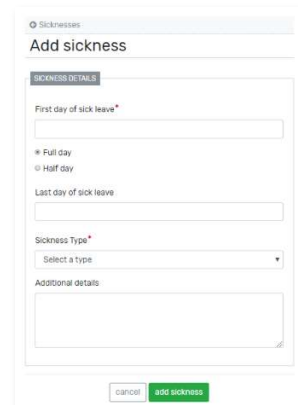 Sicknesses
Add sickness
SICKNESS DETAILS
First day of sick leave*
Full day
Half day
Last day of sick leave
Sickness Type*
Select a type
Additional details
cancel add sickness